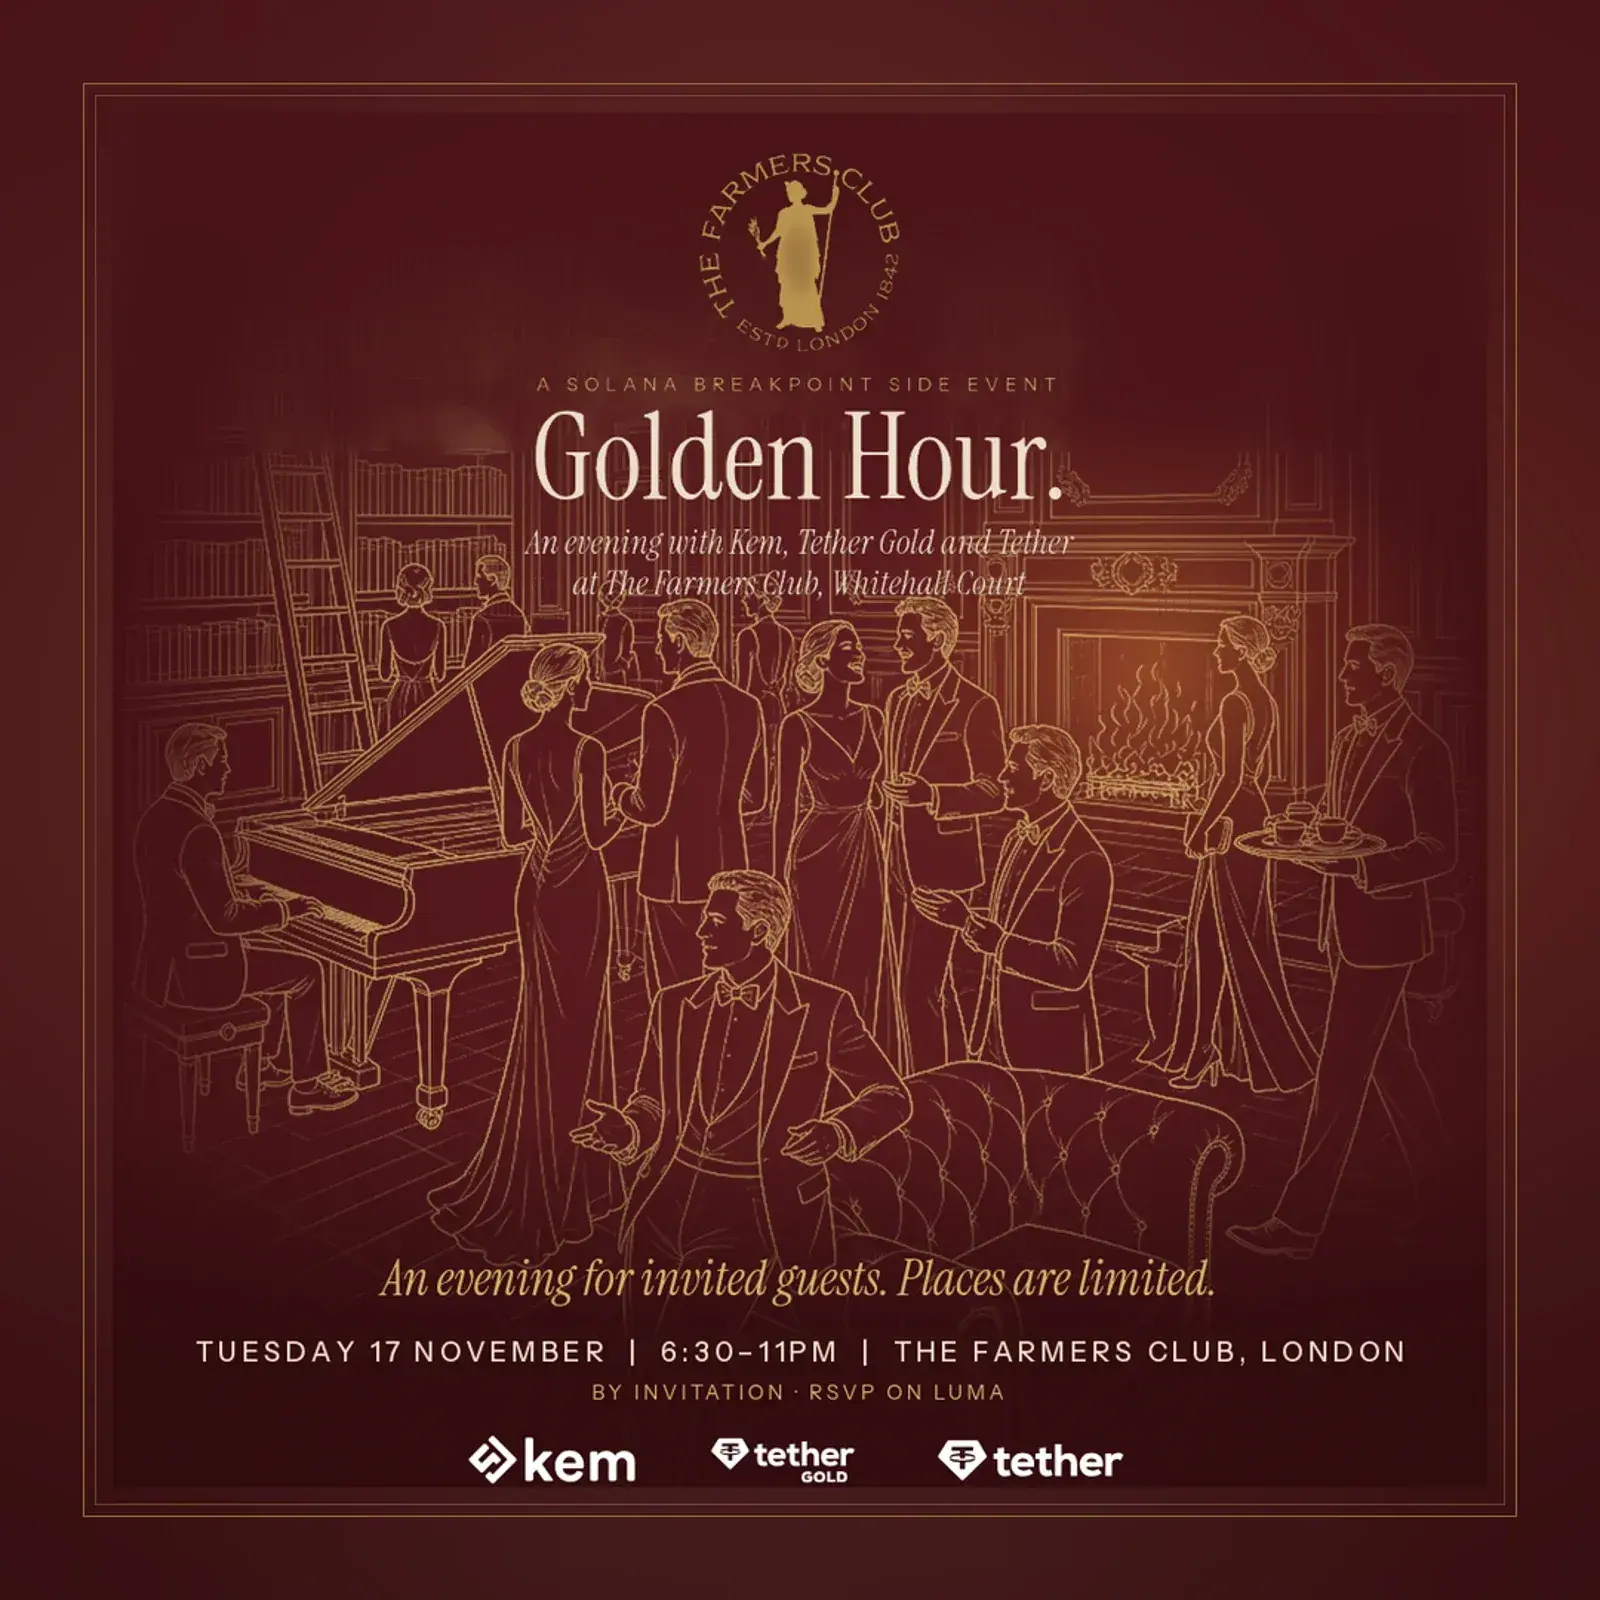 THE FARMERS CLUB
ESTD LONDON 1842
A SOLANA BREAKPOINT SIDE EVENT
Golden Hour.
An evening with Kem, Tether Gold and Tether
at The Farmers Club, Whitehall Court
An evening for invited guests. Places are limited.
TUESDAY 17 NOVEMBER | 6:30–11PM | THE FARMERS CLUB, LONDON
BY INVITATION · RSVP ON LUMA
kem
tether
GOLD
tether